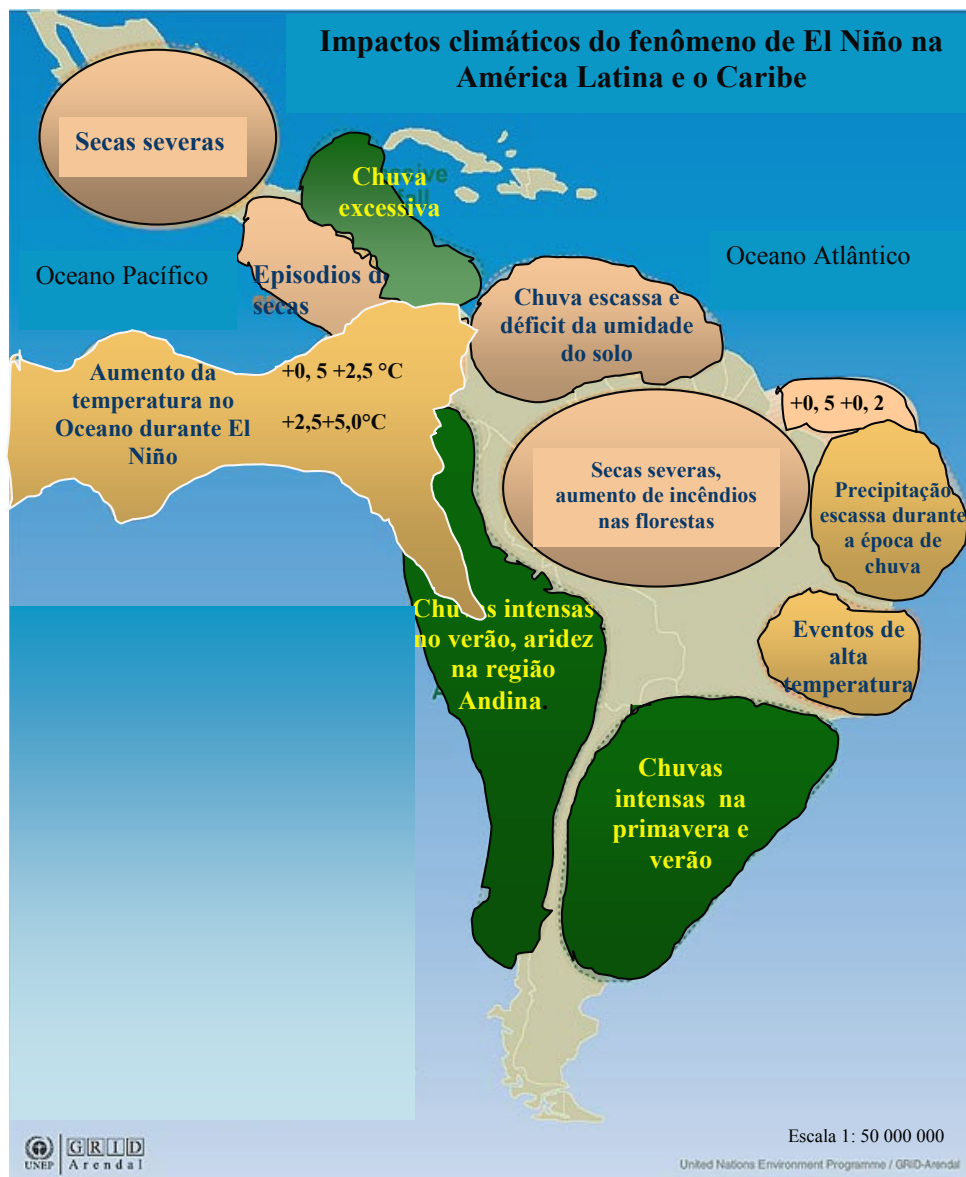 Impactos climáticos do fenômeno de El Niño na
América Latina e o Caribe
Secas severas
Chuva
excessiva
Oceano Pacífico
Episodios d
secas
Oceano Atlântico
Chuva escassa e
déficit da umidade
do solo
Aumento da
temperatura no
Oceano durante El
Niño
+0, 5 +2,5 °C
+2,5+5,0°C
+0, 5 +0, 2
Secas severas,
aumento de incêndios
nas florestas
Precipitação
escassa durante
a época de
chuva
Chuvas intensas
no verão, aridez
na região
Andina.
Eventos de
alta
temperatura
Chuvas
intensas na
primavera e
verão
Escala 1: 50 000 000
UNEP
GRID
Arendal
United Nations Environment Programme / GRID-Arendal